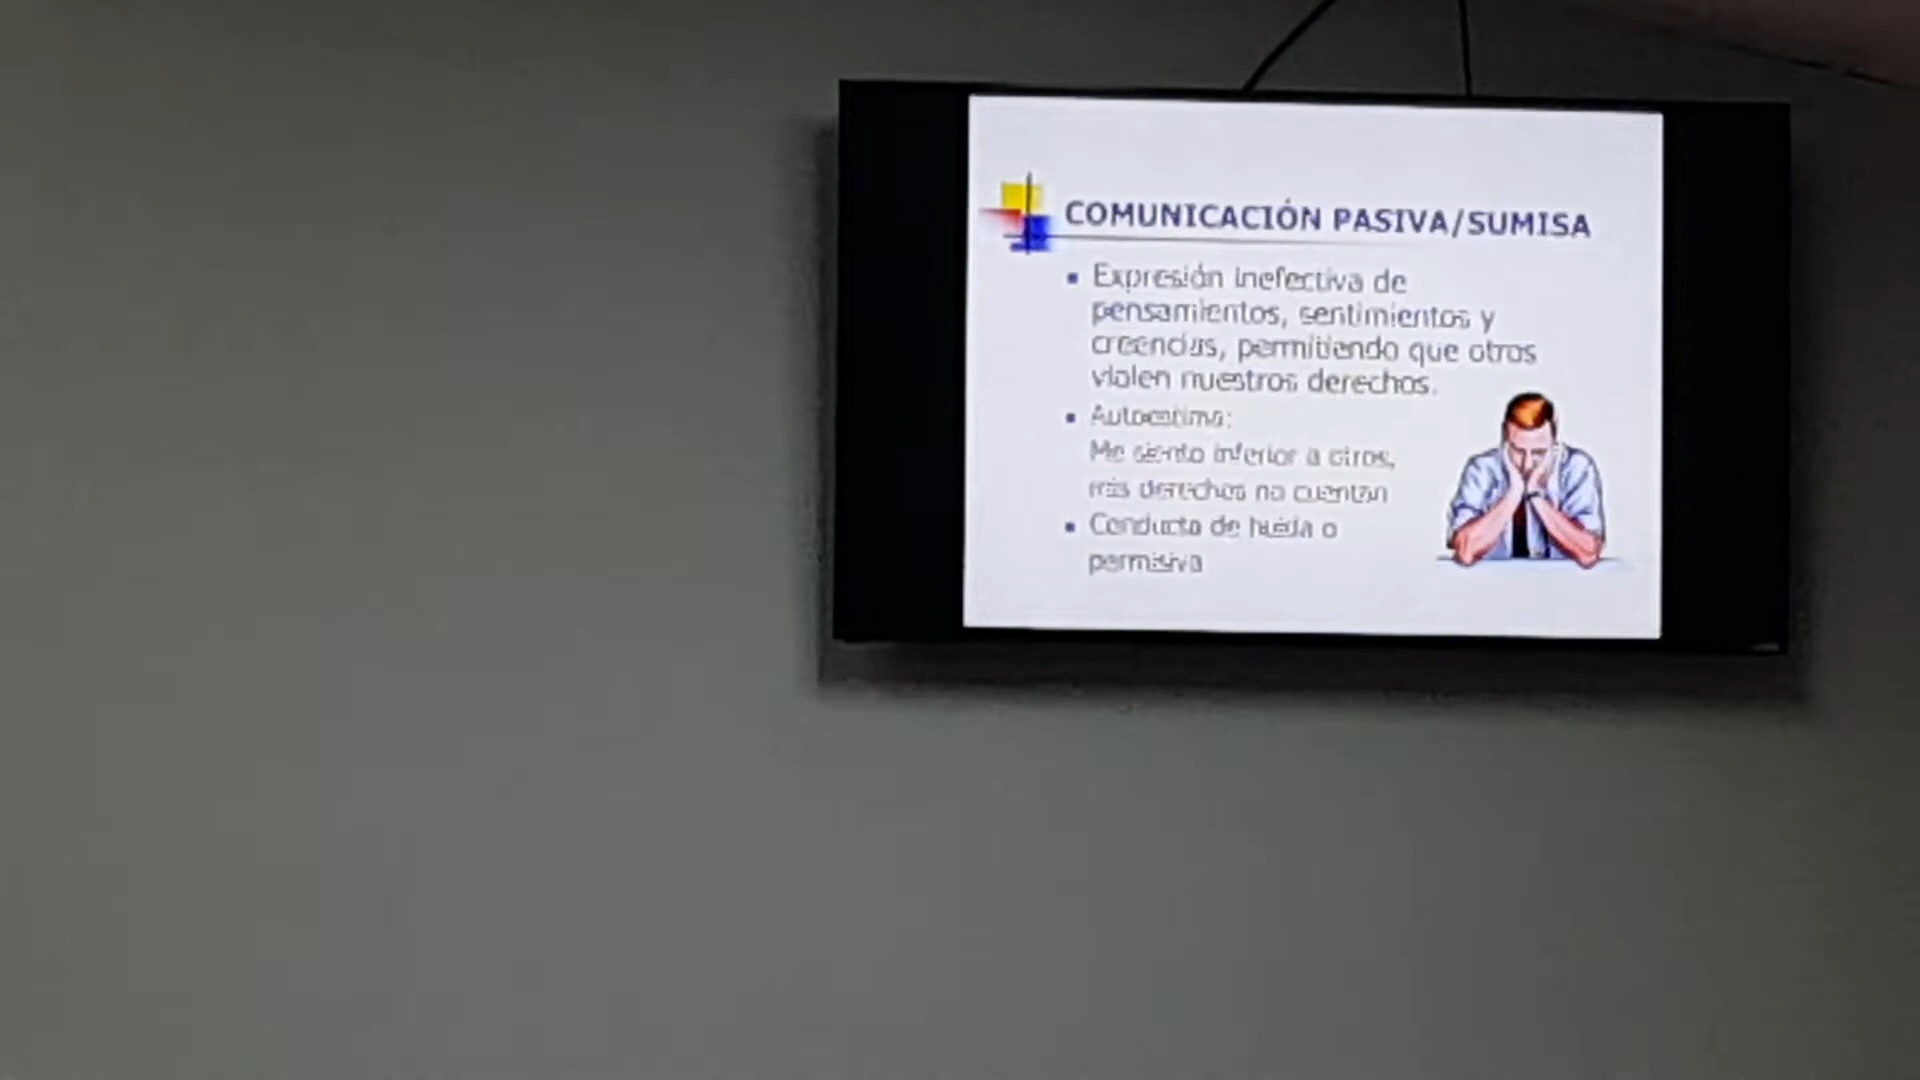 COMUNICACIÓN PASIVA/SUMISA
Expresión inefectiva de
pensamientos, sentimientos y
creencias, permitiendo que otros
violen nuestros derechos.
Autoestima:
Me siento inferior a otros,
mis derechos no cuentan
Conducta de huida o
permisiva